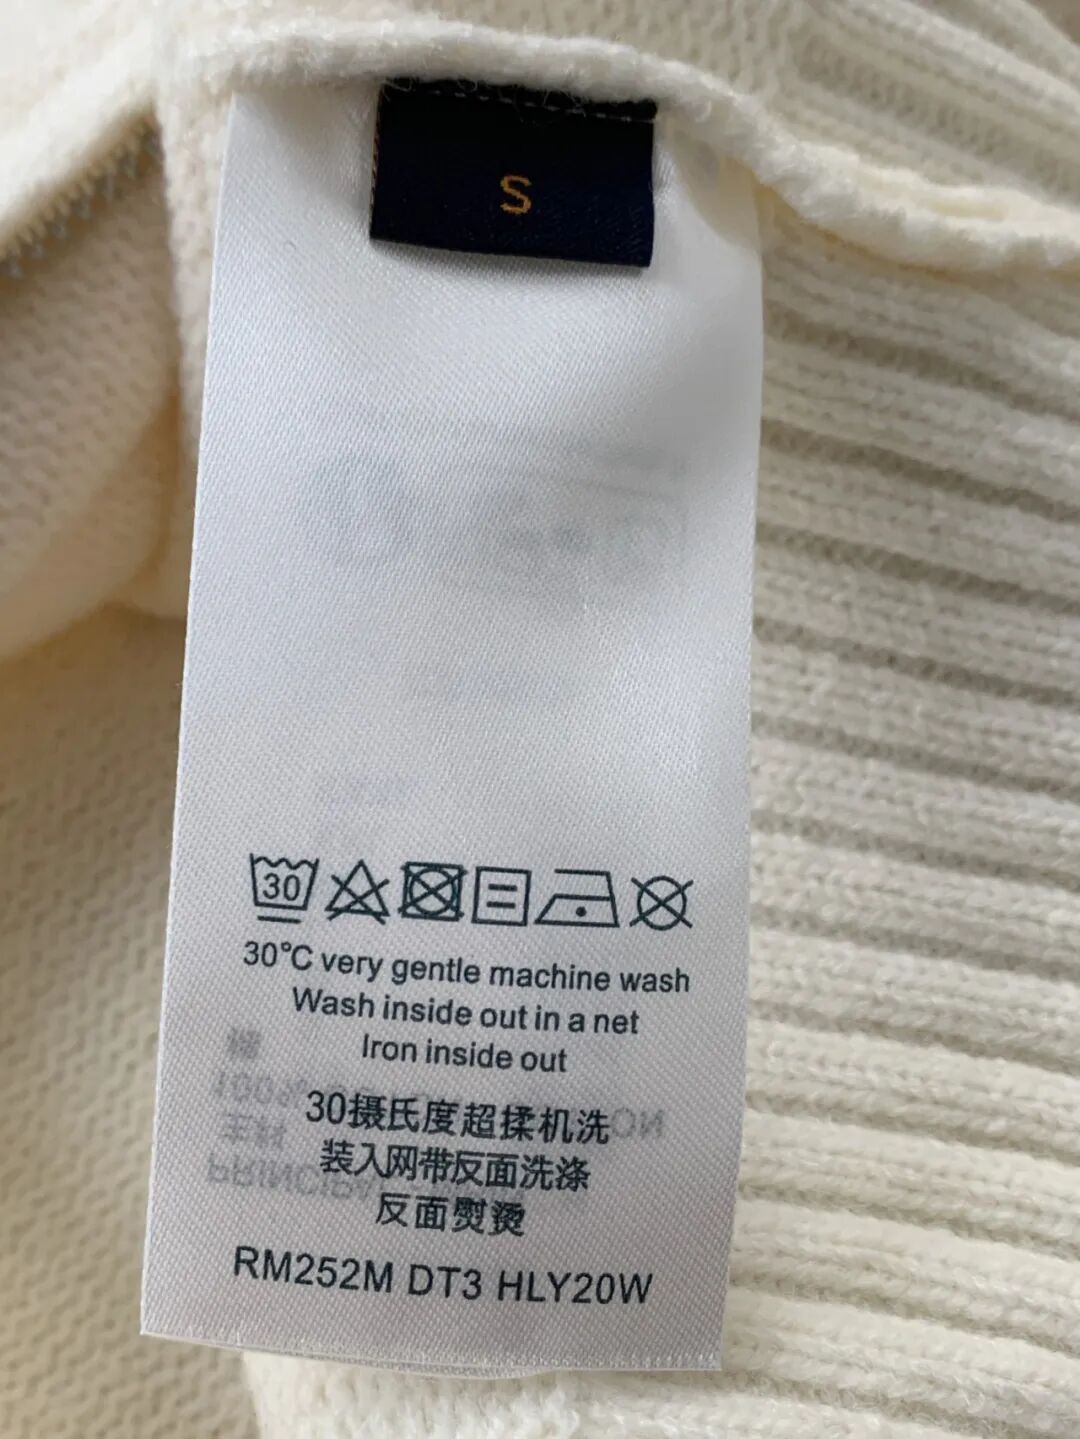 S
30
30°C very gentle machine wash
Wash inside out in a net
Iron inside out
30摄氏度超揉机洗
装入网带反面洗涤
反面熨烫
RM252M DT3 HLY20W